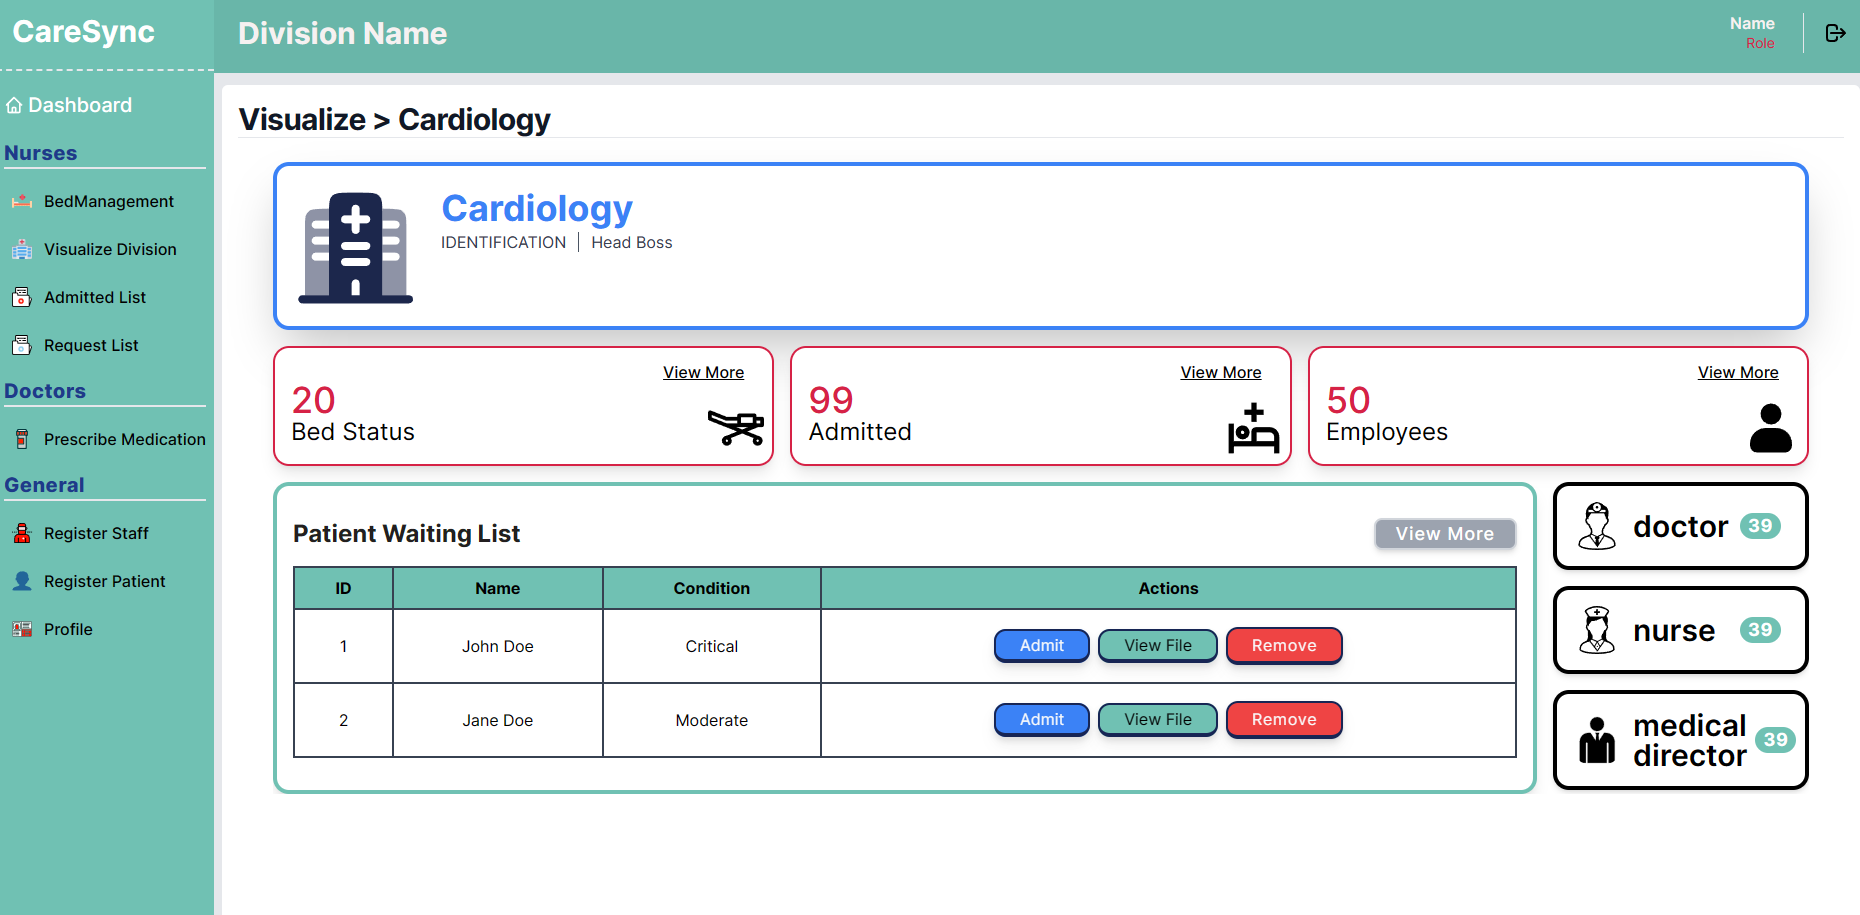 CareSync
Division Name
Name
Role
Dashboard
Nurses
BedManagement
Visualize Division
Admitted List
Request List
Doctors
Prescribe Medication
General
Register Staff
Register Patient
Profile
Visualize > Cardiology
Cardiology
IDENTIFICATION | Head Boss
View More
20
Bed Status
View More
99
Admitted
View More
50
Employees
Patient Waiting List
View More
ID Name Condition Actions
1 John Doe Critical Admit View File Remove
2 Jane Doe Moderate Admit View File Remove
doctor 39
nurse 39
medical
director 39